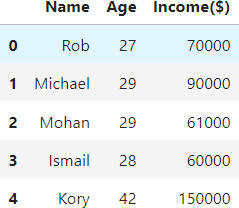 Name Age Income($)
0 Rob 27 70000
1 Michael 29 90000
2 Mohan 29 61000
3 Ismail 28 60000
4 Kory 42 150000